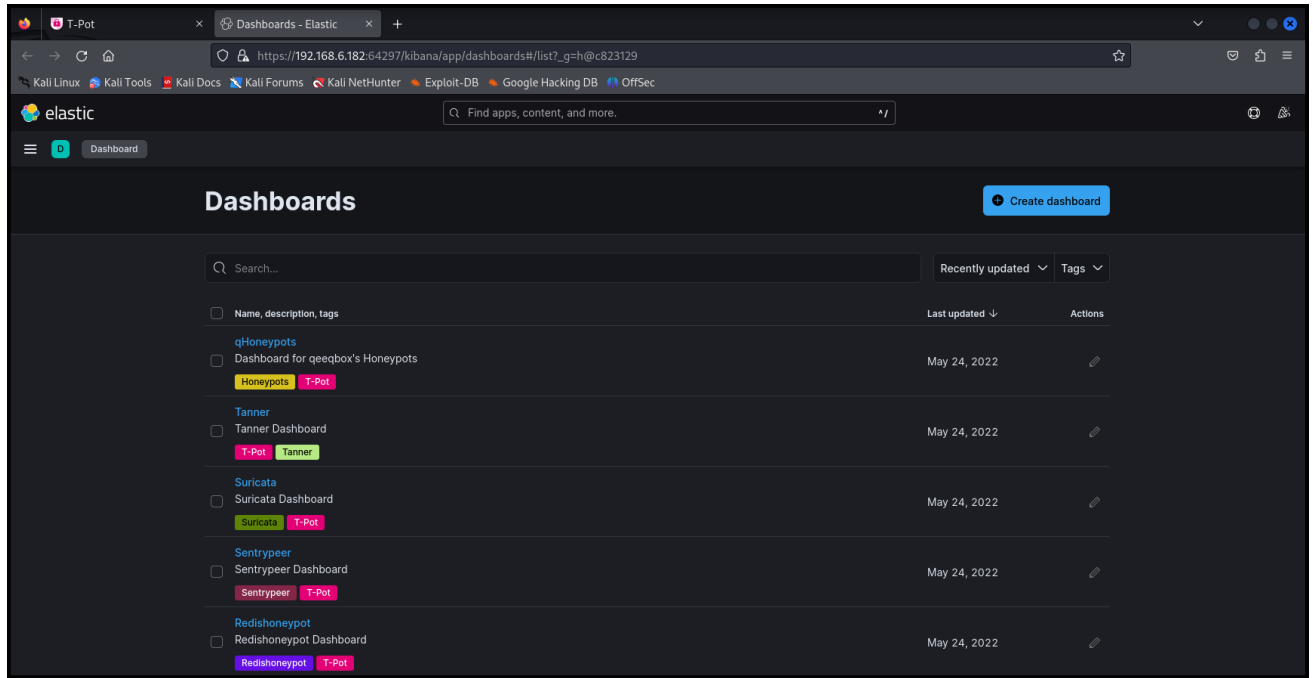 T-Pot
Dashboards - Elastic
https://192.168.6.182:64297/kibana/app/dashboards#/list?_g=h@c823129
Kali Linux Kali Tools Kali Docs Kali Forums Kali NetHunter Exploit-DB Google Hacking DB OffSec
elastic Find apps, content, and more. ^/
D Dashboard
Dashboards Create dashboard
Search... Recently updated Tags
Name, description, tags Last updated Actions
qHoneypots
Dashboard for qeeqbox's Honeypots May 24, 2022
Honeypots T-Pot
Tanner
Tanner Dashboard May 24, 2022
T-Pot Tanner
Suricata
Suricata Dashboard May 24, 2022
Suricata T-Pot
Sentrypeer
Sentrypeer Dashboard May 24, 2022
Sentrypeer T-Pot
Redishoneypot
Redishoneypot Dashboard May 24, 2022
Redishoneypot T-Pot